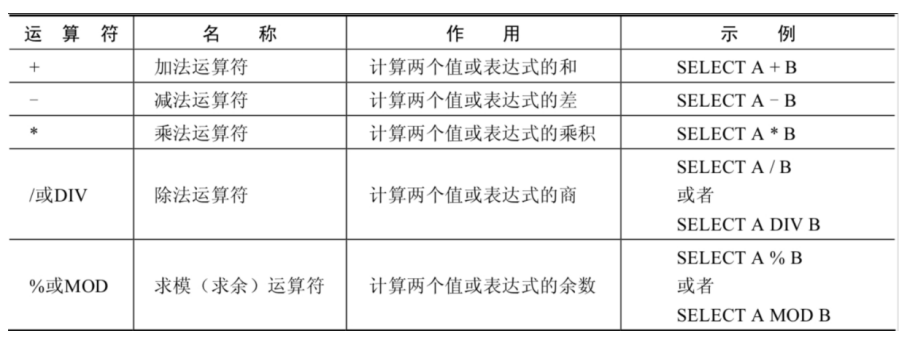 运 算 符 名 称 作 用 示 例
+ 加法运算符 计算两个值或表达式的和 SELECT A + B
- 减法运算符 计算两个值或表达式的差 SELECT A - B
* 乘法运算符 计算两个值或表达式的乘积 SELECT A * B
/或DIV 除法运算符 计算两个值或表达式的商 SELECT A / B
或者
SELECT A DIV B
%或MOD 求模（求余）运算符 计算两个值或表达式的余数 SELECT A % B
或者
SELECT A MOD B